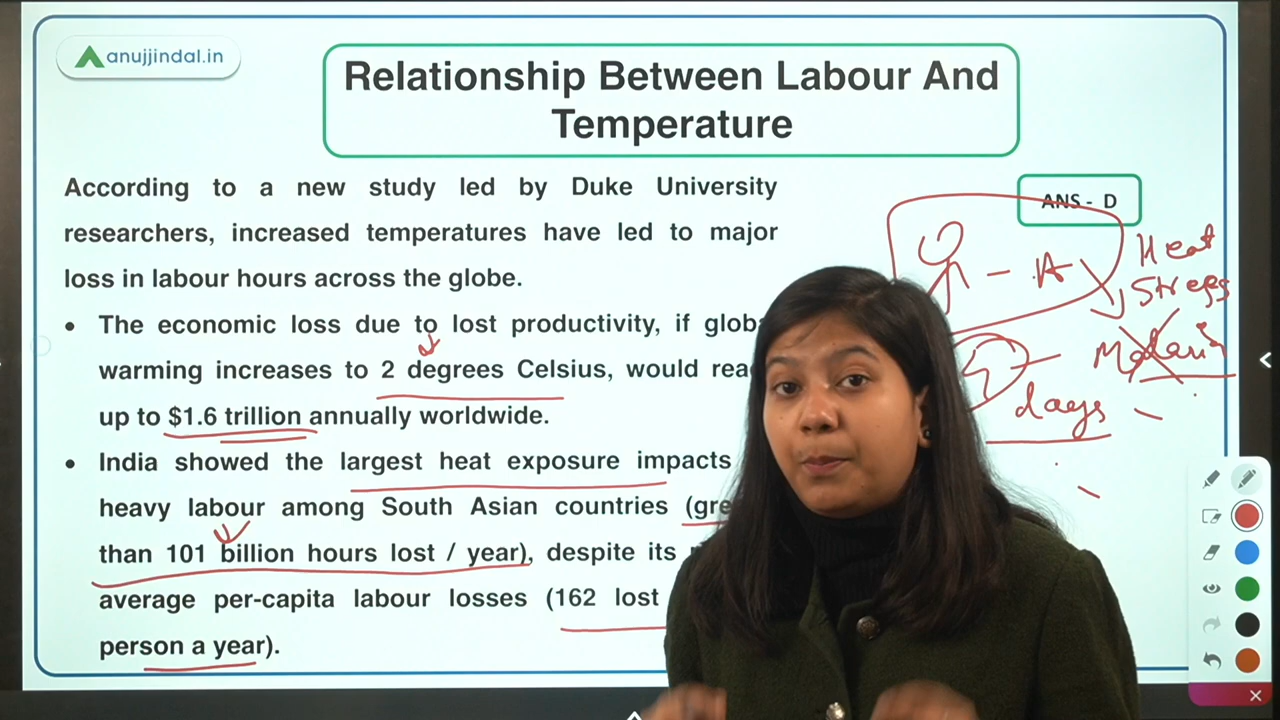 anujjindal.in
Relationship Between Labour And
Temperature
According to a new study led by Duke University
researchers, increased temperatures have led to major
loss in labour hours across the globe.
ANS - D
• The economic loss due to lost productivity, if
warming increases to 2 degrees Celsius, would
up to $1.6 trillion annually worldwide.
• India showed the largest heat exposure impacts
heavy labour among South Asian countries
than 101 billion hours lost / year), despite its
average per-capita labour losses (162 lost
person a year).
A
Heat
Stress
days